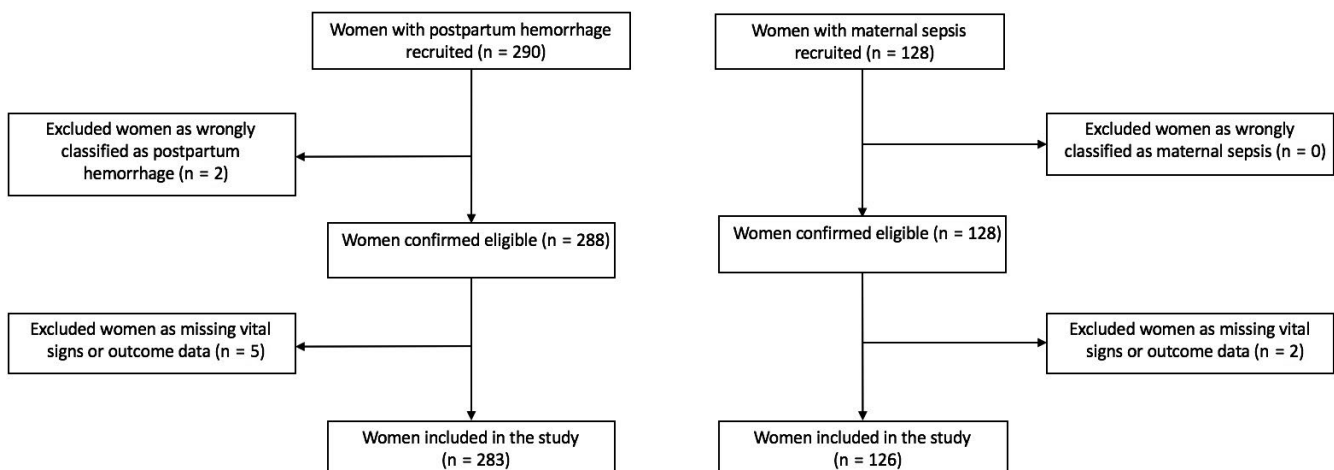 Women with postpartum hemorrhage
recruited (n = 290)
Women with maternal sepsis
recruited (n = 128)
Excluded women as wrongly
classified as postpartum
hemorrhage (n = 2)
Excluded women as wrongly
classified as maternal sepsis (n = 0)
Women confirmed eligible (n = 288)
Women confirmed eligible (n = 128)
Excluded women as missing vital
signs or outcome data (n = 5)
Excluded women as missing vital
signs or outcome data (n = 2)
Women included in the study
(n = 283)
Women included in the study
(n = 126)